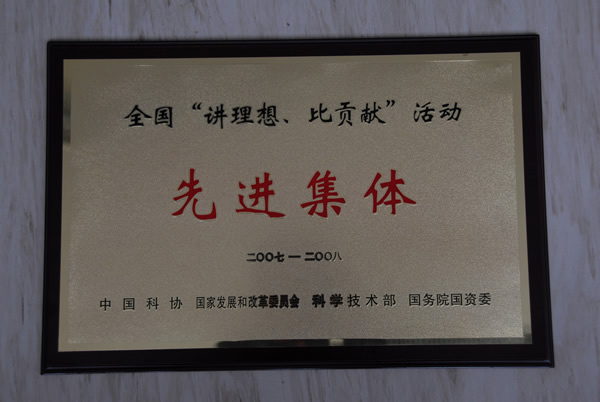 全国“讲理想、比贡献”活动
先进集体
二〇〇七一二〇〇八
中国科协 国家发展和改革委员会 科学技术部 国务院国资委